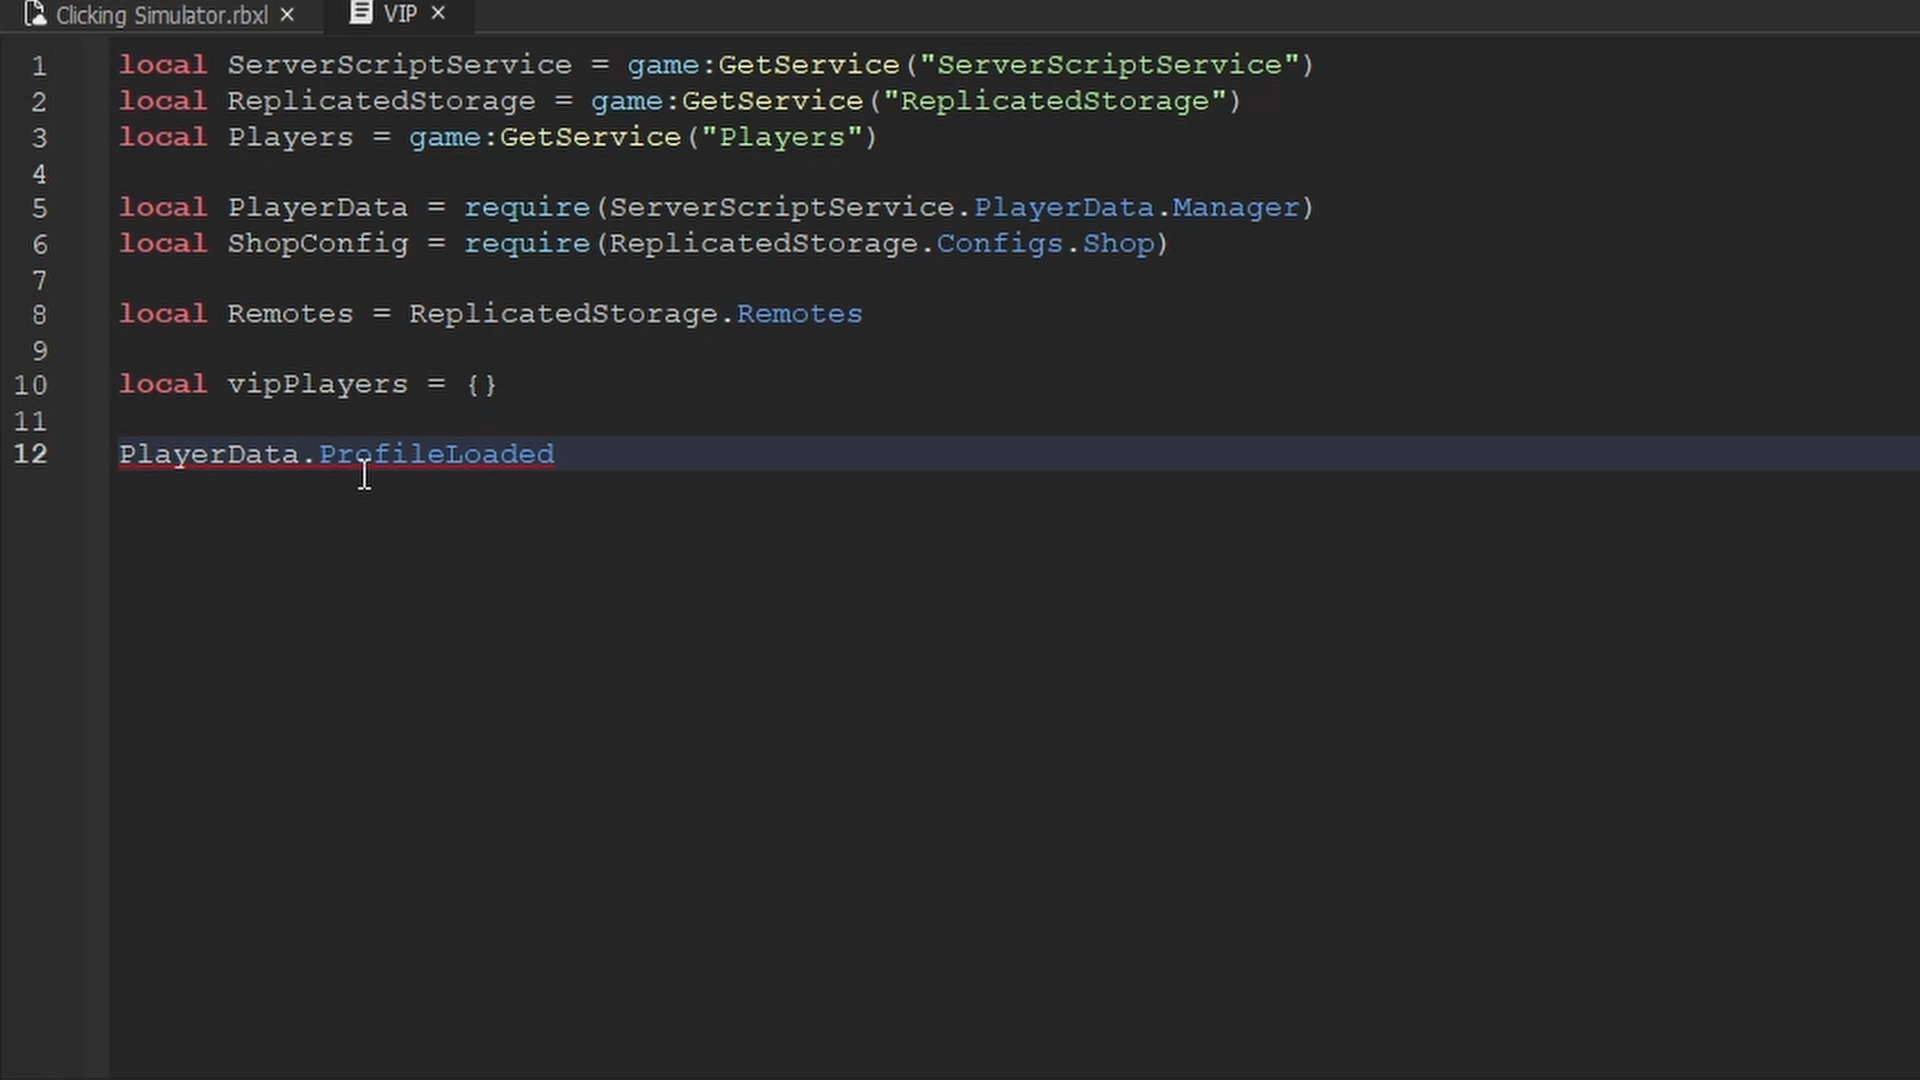 Clicking Simulator.rbxl × VIP ×
1 local ServerScriptService = game:GetService("ServerScriptService")
2 local ReplicatedStorage = game:GetService("ReplicatedStorage")
3 local Players = game:GetService("Players")
4
5 local PlayerData = require(ServerScriptService.PlayerData.Manager)
6 local ShopConfig = require(ReplicatedStorage.Configs.Shop)
7
8 local Remotes = ReplicatedStorage.Remotes
9
10 local vipPlayers = {}
11
12 PlayerData.ProfileLoaded